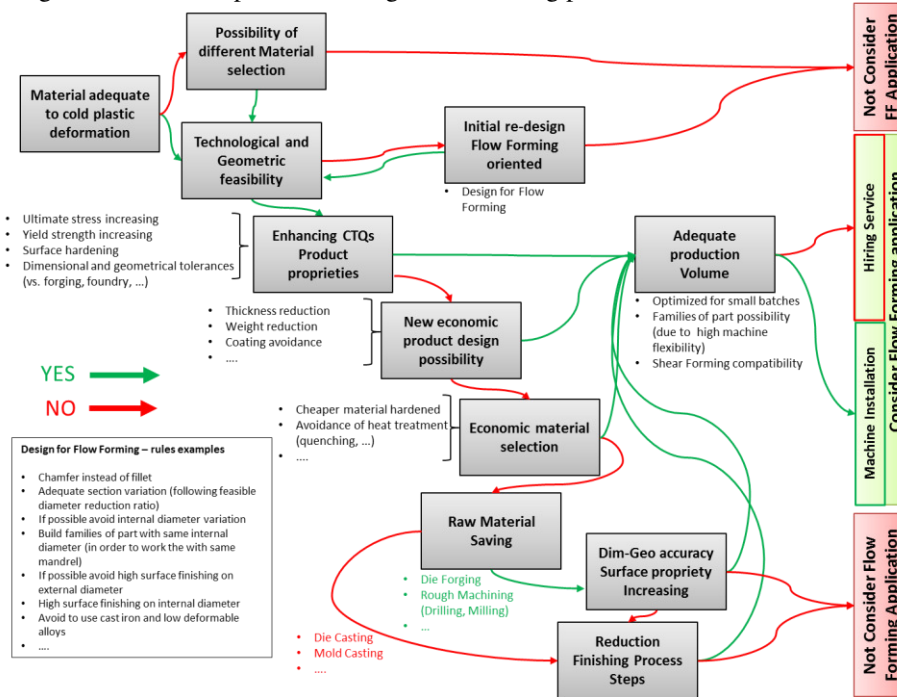 Possibility of
different Material
selection
Material adequate
to cold plastic
deformation
Technological and
Geometric
feasibility
Initial re-design
Flow Forming
oriented
• Design for Flow
Forming
Not Consider
FF Application
• Ultimate stress increasing
• Yield strength increasing
• Surface hardening
• Dimensional and geometrical tolerances
(vs. forging, foundry, ...)
Enhancing CTQs
Product
proprieties
Adequate
production
Volume
• Optimized for small batches
• Families of part possibility
(due to high machine
flexibility)
• Shear Forming compatibility
Hiring Service
Machine Installation
Consider Flow Forming application
• Thickness reduction
• Weight reduction
• Coating avoidance
• ....
New economic
product design
possibility
YES
NO
• Cheaper material hardened
• Avoidance of heat treatment
(quenching, ...)
• ....
Economic material
selection
Design for Flow Forming – rules examples
• Chamfer instead of fillet
• Adequate section variation (following feasible
diameter reduction ratio)
• If possible avoid internal diameter variation
• Build families of part with same internal
diameter (in order to work the with same
mandrel)
• If possible avoid high surface finishing on
external diameter
• High surface finishing on internal diameter
• Avoid to use cast iron and low deformable
alloys
• ....
Raw Material
Saving
• Die Forging
• Rough Machining
(Drilling, Milling)
• ...
Dim-Geo accuracy
Surface propriety
Increasing
• Die Casting
• Mold Casting
• ....
Reduction
Finishing Process
Steps
Not Consider Flow
Forming Application